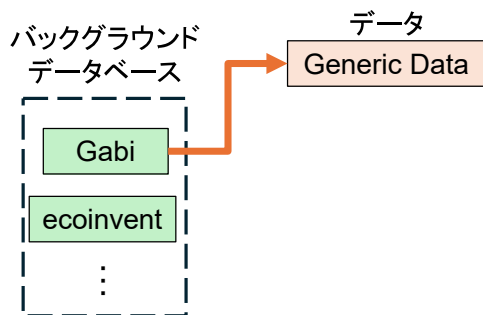 バックグラウンド
データベース
Gabi
ecoinvent
⋮
データ
Generic Data